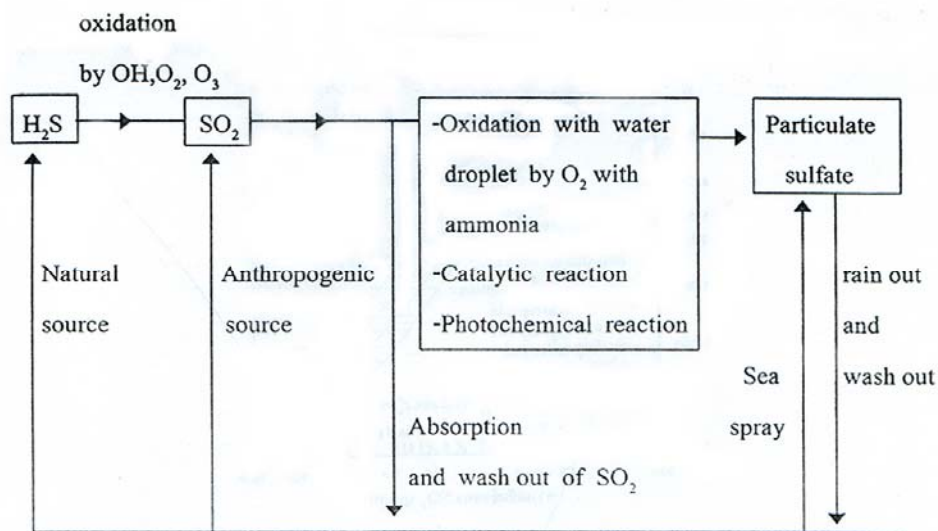 oxidation
by OH,O₂, O₃
H₂S
SO₂
-Oxidation with water
droplet by O₂ with
ammonia
-Catalytic reaction
-Photochemical reaction
Particulate
sulfate
Natural
source
Anthropogenic
source
Absorption
and wash out of SO₂
Sea
spray
rain out
and
wash out